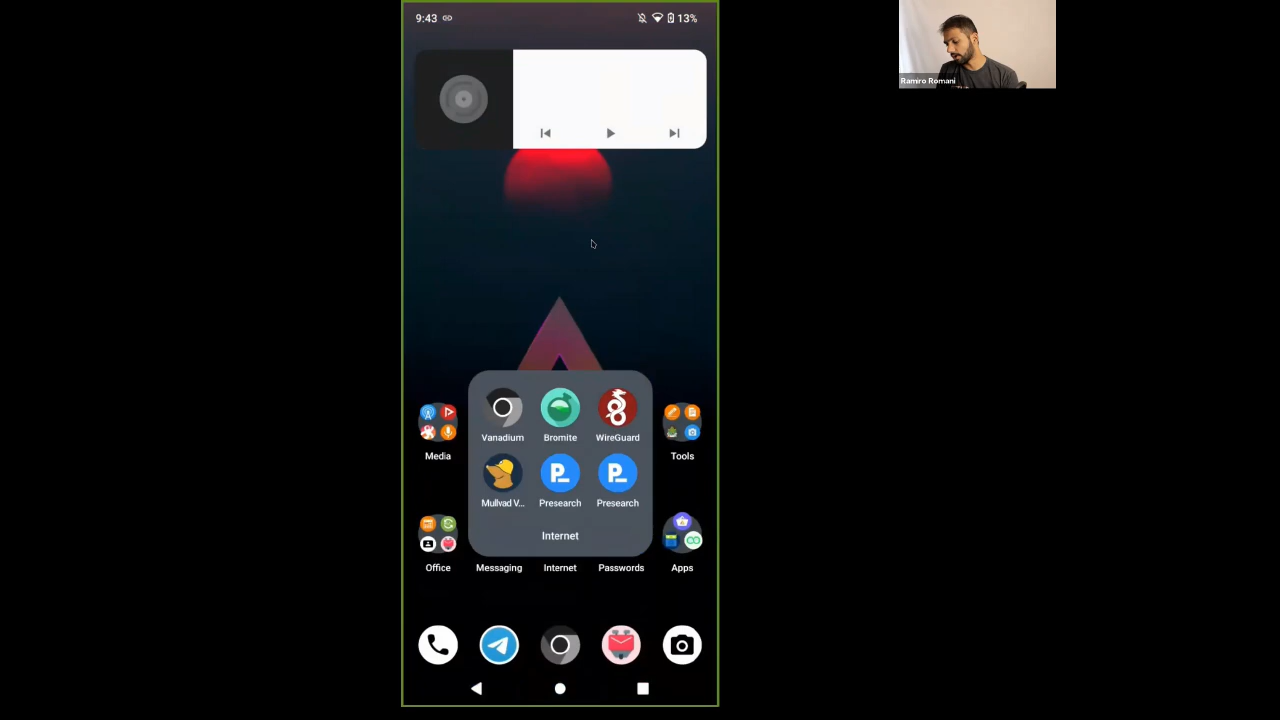 9:43
13%
Ramiro Romani
Vanadium
Bromite
WireGuard
Media
Tools
Mullvad V...
Presearch
Presearch
Internet
Office
Messaging
Internet
Passwords
Apps